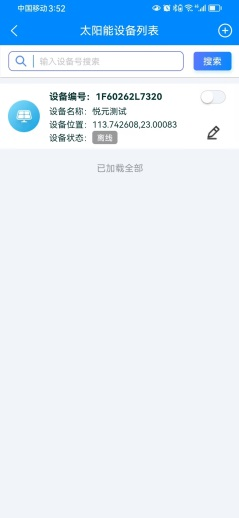 中国移动 3:52
太阳能设备列表
输入设备号搜索
搜索
设备编号：1F60262L7320
设备名称：悦元测试
设备位置：113.742608,23.00083
设备状态：离线
已加载全部